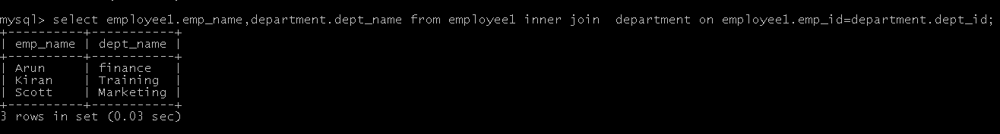 mysql> select employee1.emp_name,department.dept_name from employee1 inner join  department on employee1.emp_id=department.dept_id;
+----------+-----------+
| emp_name | dept_name |
+----------+-----------+
| Arun     | finance   |
| Kiran    | Training  |
| Scott    | Marketing |
+----------+-----------+
3 rows in set (0.03 sec)